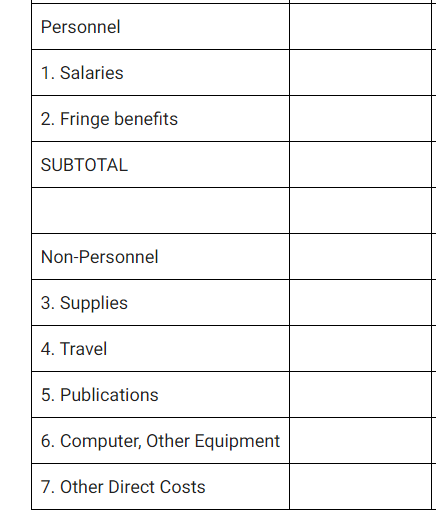 Personnel
1. Salaries
2. Fringe benefits
SUBTOTAL
Non-Personnel
3. Supplies
4. Travel
5. Publications
6. Computer, Other Equipment
7. Other Direct Costs